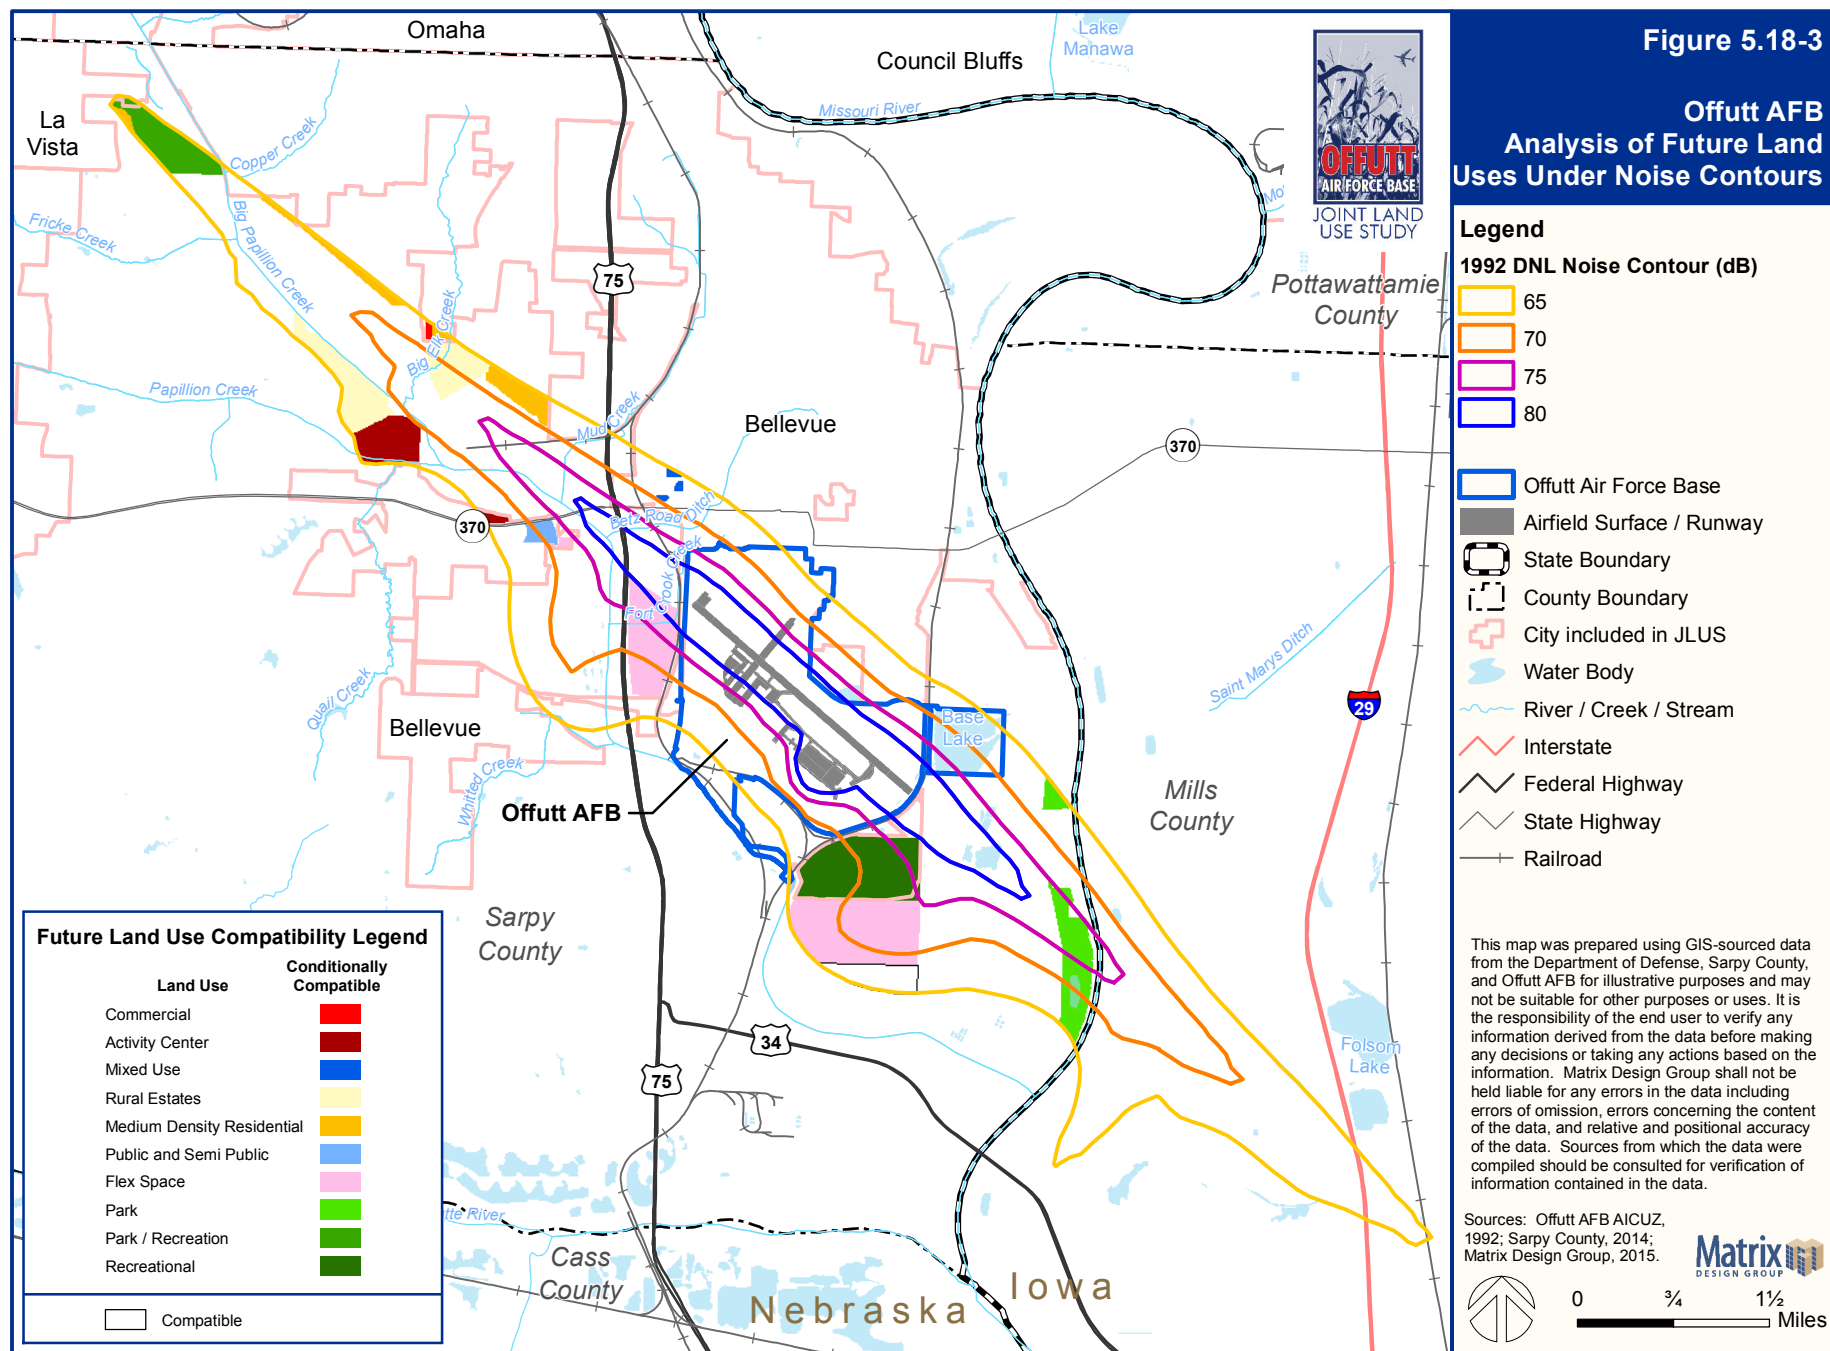 Figure 5.18-3
Offutt AFB
Analysis of Future Land
Uses Under Noise Contours
Legend
1992 DNL Noise Contour (dB)
65
70
75
80
Offutt Air Force Base
Airfield Surface / Runway
State Boundary
County Boundary
City included in JLUS
Water Body
River / Creek / Stream
Interstate
Federal Highway
State Highway
Railroad
This map was prepared using GIS-sourced data
from the Department of Defense, Sarpy County,
and Offutt AFB for illustrative purposes and may
not be suitable for other purposes or uses. It is
the responsibility of the end user to verify any
information derived from the data before making
any decisions or taking any actions based on the
information. Matrix Design Group shall not be
held liable for any errors in the data including
errors of omission, errors concerning the content
of the data, and relative and positional accuracy
of the data. Sources from which the data were
compiled should be consulted for verification of
information contained in the data.
Sources: Offutt AFB AICUZ,
1992; Sarpy County, 2014;
Matrix Design Group, 2015.
Matrix
DESIGN GROUP
0 ¾ 1½
Miles
OFFUTT
AIR FORCE BASE
JOINT LAND
USE STUDY
Omaha
Council Bluffs
Lake
Manawa
Missouri River
La
Vista
Copper Creek
Fricke Creek
Big Papillion Creek
75
Pottawattamie
County
Big Elk Creek
Papillion Creek
Mud Creek
Bellevue
370
370
Betz Road Ditch
Fort Crook Creek
Saint Marys Ditch
Quail Creek
Bellevue
Base
Lake
29
Whitted Creek
Offutt AFB
Mills
County
Sarpy
County
34
75
Folsom
Lake
tte River
Cass
County
Nebraska
Iowa
Future Land Use Compatibility Legend
Land Use
Conditionally
Compatible
Commercial
Activity Center
Mixed Use
Rural Estates
Medium Density Residential
Public and Semi Public
Flex Space
Park
Park / Recreation
Recreational
Compatible